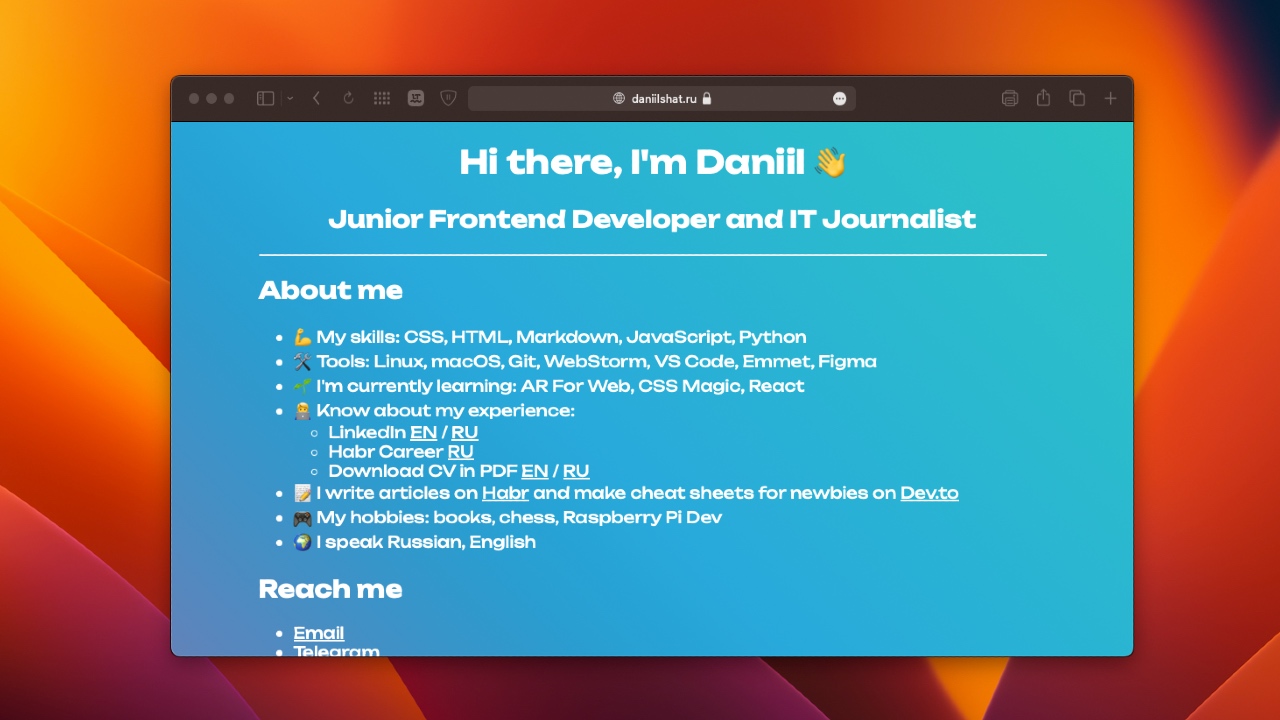 daniilshat.ru
Hi there, I'm Daniil 👋
Junior Frontend Developer and IT Journalist
About me
💪 My skills: CSS, HTML, Markdown, JavaScript, Python
🛠 Tools: Linux, macOS, Git, WebStorm, VS Code, Emmet, Figma
🌱 I'm currently learning: AR For Web, CSS Magic, React
Know about my experience:
LinkedIn EN / RU
Habr Career RU
Download CV in PDF EN / RU
📝 I write articles on Habr and make cheat sheets for newbies on Dev.to
🎮 My hobbies: books, chess, Raspberry Pi Dev
🌍 I speak Russian, English
Reach me
Email
Telegram